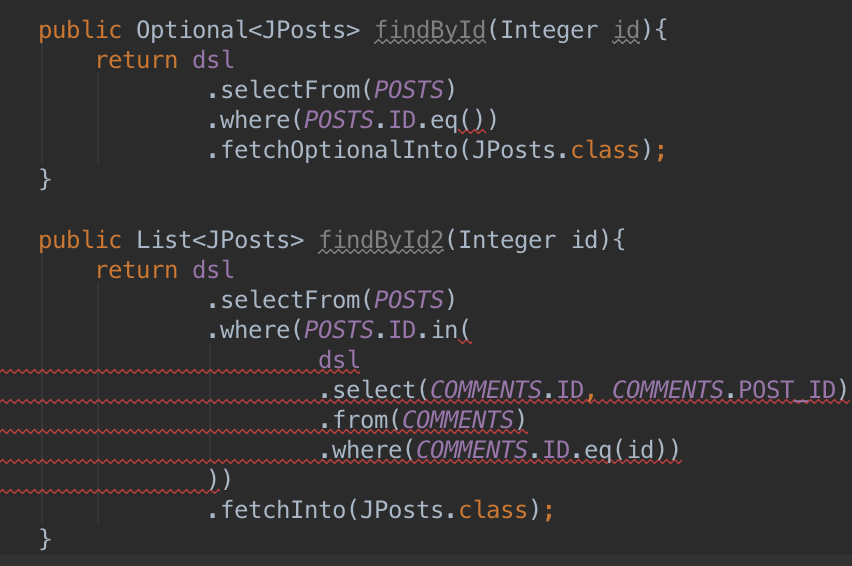 public Optional<JPosts> findById(Integer id){
return dsl
.selectFrom(POSTS)
.where(POSTS.ID.eq())
.fetchOptionalInto(JPosts.class);
}
public List<JPosts> findById2(Integer id){
return dsl
.selectFrom(POSTS)
.where(POSTS.ID.in(
dsl
.select(COMMENTS.ID, COMMENTS.POST_ID)
.from(COMMENTS)
.where(COMMENTS.ID.eq(id))
))
.fetchInto(JPosts.class);
}